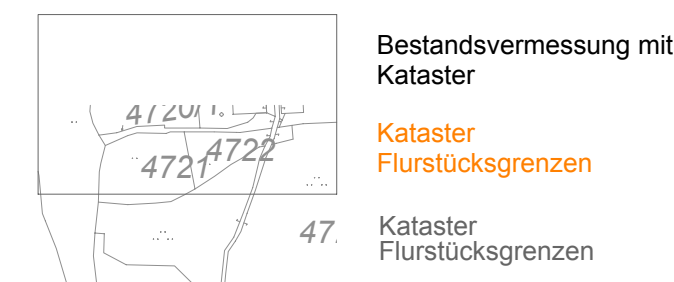 Bestandsvermessung mit
Kataster
4720/1
4722
4721
Kataster
Flurstücksgrenzen
47
Kataster
Flurstücksgrenzen